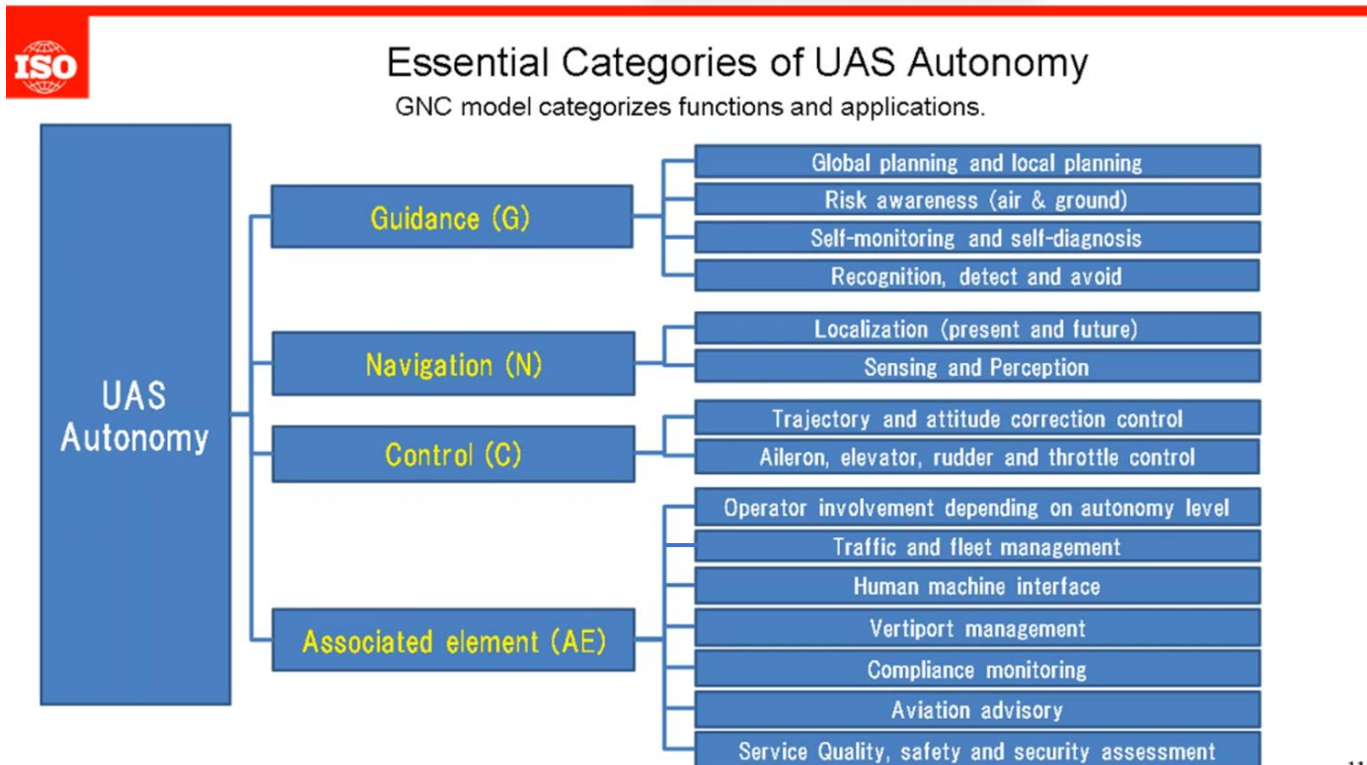 ISO
Essential Categories of UAS Autonomy
GNC model categorizes functions and applications.
UAS
Autonomy
Guidance (G)
Global planning and local planning
Risk awareness (air & ground)
Self-monitoring and self-diagnosis
Recognition, detect and avoid
Navigation (N)
Localization (present and future)
Sensing and Perception
Control (C)
Trajectory and attitude correction control
Aileron, elevator, rudder and throttle control
Associated element (AE)
Operator involvement depending on autonomy level
Traffic and fleet management
Human machine interface
Vertiport management
Compliance monitoring
Aviation advisory
Service Quality, safety and security assessment